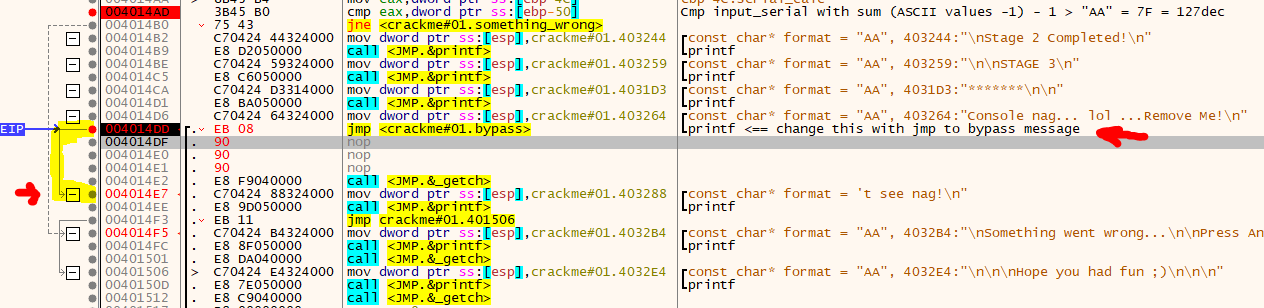 8B45 B4 mov eax,dword ptr ss:[ebp-4C]
004014AD 3B45 B0 cmp eax,dword ptr ss:[ebp-50] Cmp input_serial with sum (ASCII values -1) - 1 > "AA" = 7F = 127dec
004014B0 75 43 jne <crackme#01.something_wrong>
004014B2 C70424 44324000 mov dword ptr ss:[esp],crackme#01.403244 const char* format = "AA", 403244:"\nStage 2 Completed!\n"
004014B9 E8 D2050000 call <JMP.&printf> printf
004014BE C70424 59324000 mov dword ptr ss:[esp],crackme#01.403259 const char* format = "AA", 403259:"\n\nSTAGE 3\n"
004014C5 E8 C6050000 call <JMP.&printf> printf
004014CA C70424 D3314000 mov dword ptr ss:[esp],crackme#01.4031D3 const char* format = "AA", 4031D3:"*******\n\n"
004014D1 E8 BA050000 call <JMP.&printf> printf
004014D6 C70424 64324000 mov dword ptr ss:[esp],crackme#01.403264 const char* format = "AA", 403264:"Console nag... lol ...Remove Me!\n"
EIP 004014DD EB 08 jmp <crackme#01.bypass> printf <== change this with jmp to bypass message
004014DF 90 nop
004014E0 90 nop
004014E1 90 nop
004014E2 E8 F9040000 call <JMP.&_getch>
004014E7 C70424 88324000 mov dword ptr ss:[esp],crackme#01.403288 const char* format = 't see nag!\n"
004014EE E8 9D050000 call <JMP.&printf> printf
004014F3 EB 11 jmp crackme#01.401506
004014F5 C70424 B4324000 mov dword ptr ss:[esp],crackme#01.4032B4 const char* format = "AA", 4032B4:"\nSomething went wrong...\n\nPress An
004014FC E8 8F050000 call <JMP.&printf> printf
00401501 E8 DA040000 call <JMP.&_getch>
00401506 > C70424 E4324000 mov dword ptr ss:[esp],crackme#01.4032E4 const char* format = "AA", 4032E4:"\n\n\nHope you had fun ;)\n\n\n"
0040150D E8 7E050000 call <JMP.&printf> printf
00401512 E8 C9040000 call <JMP.&_getch>